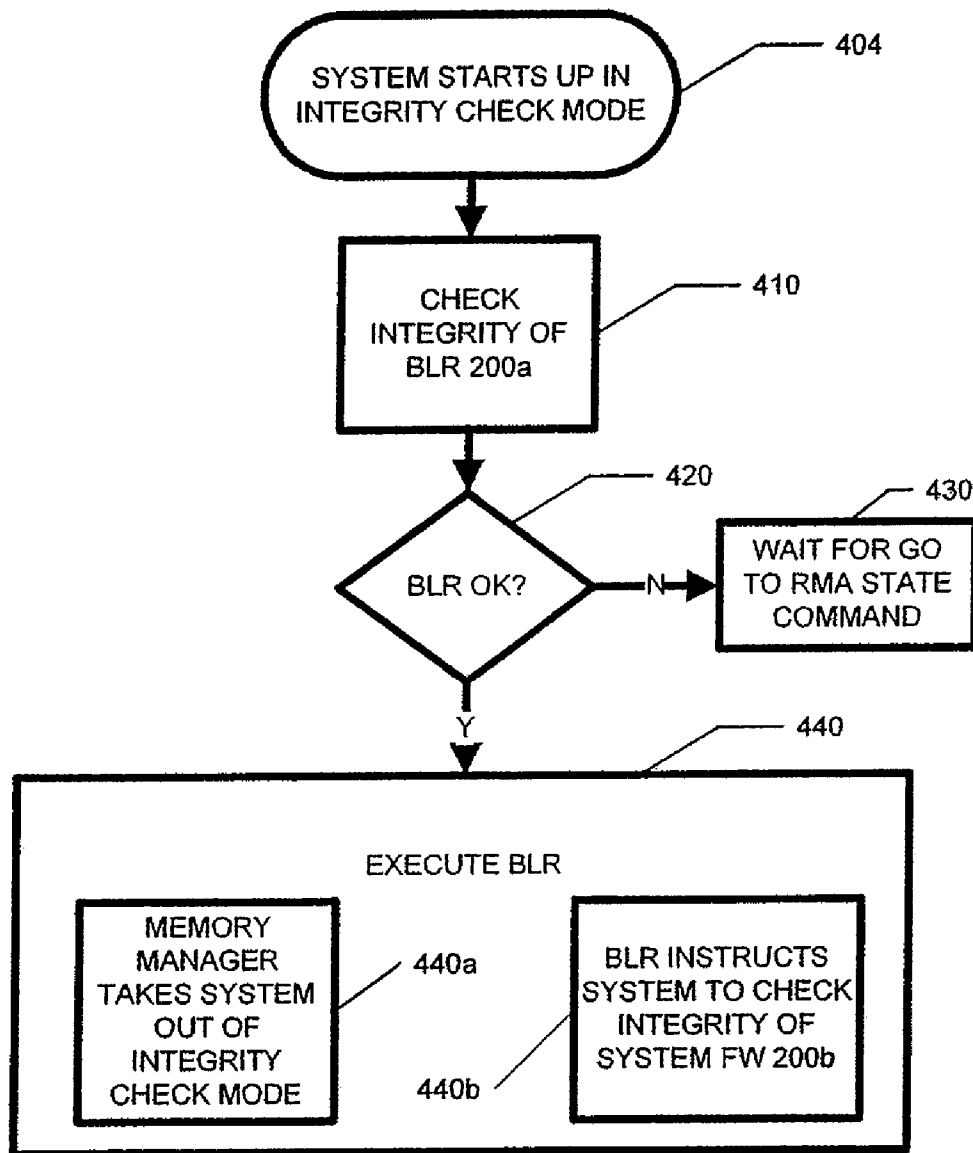 SYSTEM STARTS UP IN
INTEGRITY CHECK MODE
404
CHECK
INTEGRITY OF
BLR 200a
410
420
BLR OK?
N
430
WAIT FOR GO
TO RMA STATE
COMMAND
Y
440
EXECUTE BLR
MEMORY
MANAGER
TAKES SYSTEM
OUT OF
INTEGRITY
CHECK MODE
440a
BLR INSTRUCTS
SYSTEM TO CHECK
INTEGRITY OF
SYSTEM FW 200b
440b